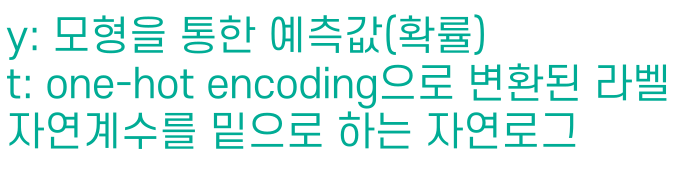 y: 모형을 통한 예측값(확률)
t: one-hot encoding으로 변환된 라벨
자연계수를 밑으로 하는 자연로그